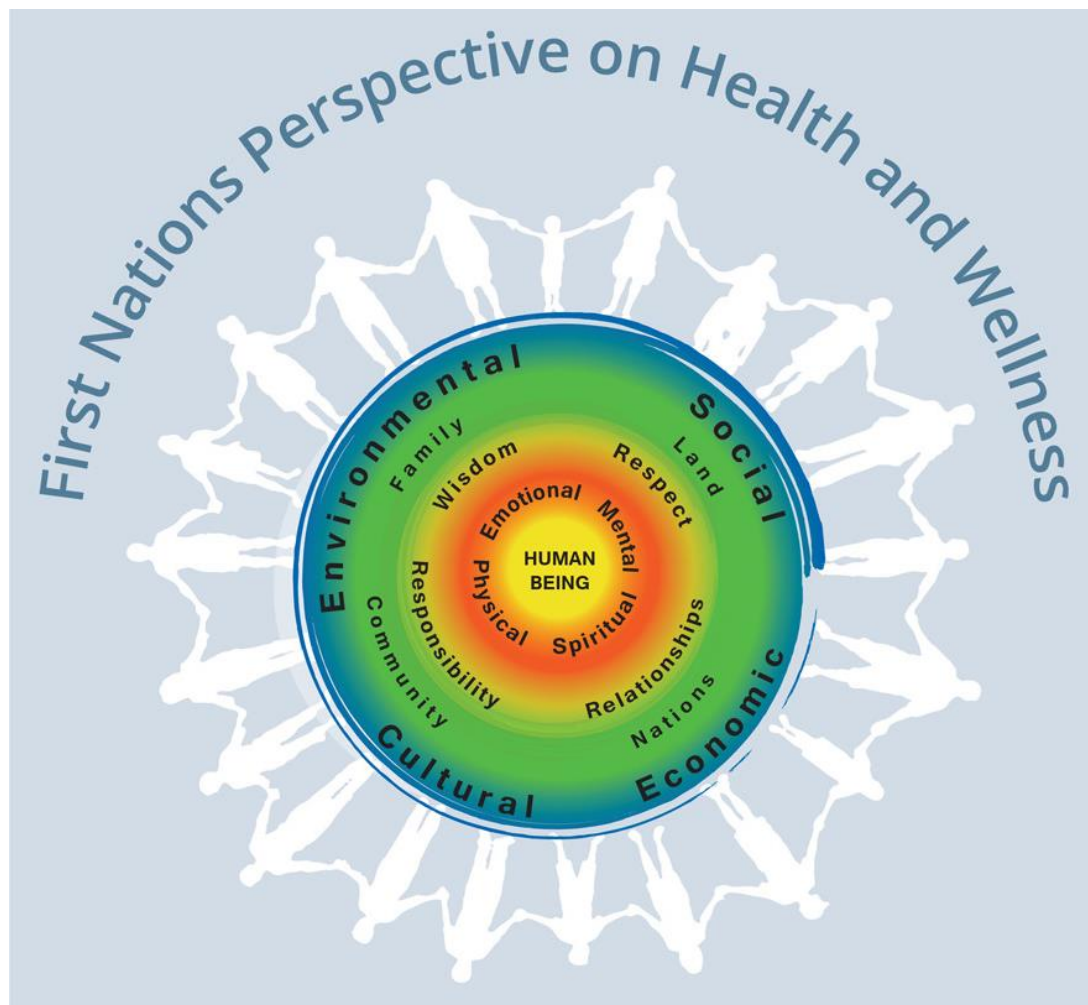 First Nations Perspective on Health and Wellness
Environmental
Social
Economic
Cultural
Family
Land
Nations
Community
Wisdom
Respect
Relationships
Responsibility
Emotional
Mental
Spiritual
Physical
HUMAN
BEING